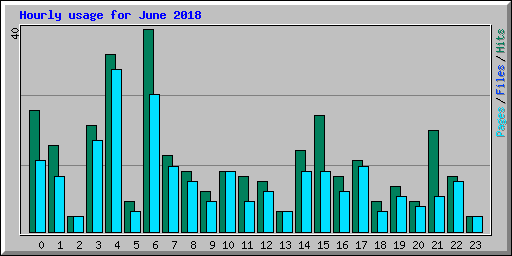 Hourly usage for June 2018
40
Pages / Files / Hits
0 1 2 3 4 5 6 7 8 9 10 11 12 13 14 15 16 17 18 19 20 21 22 23